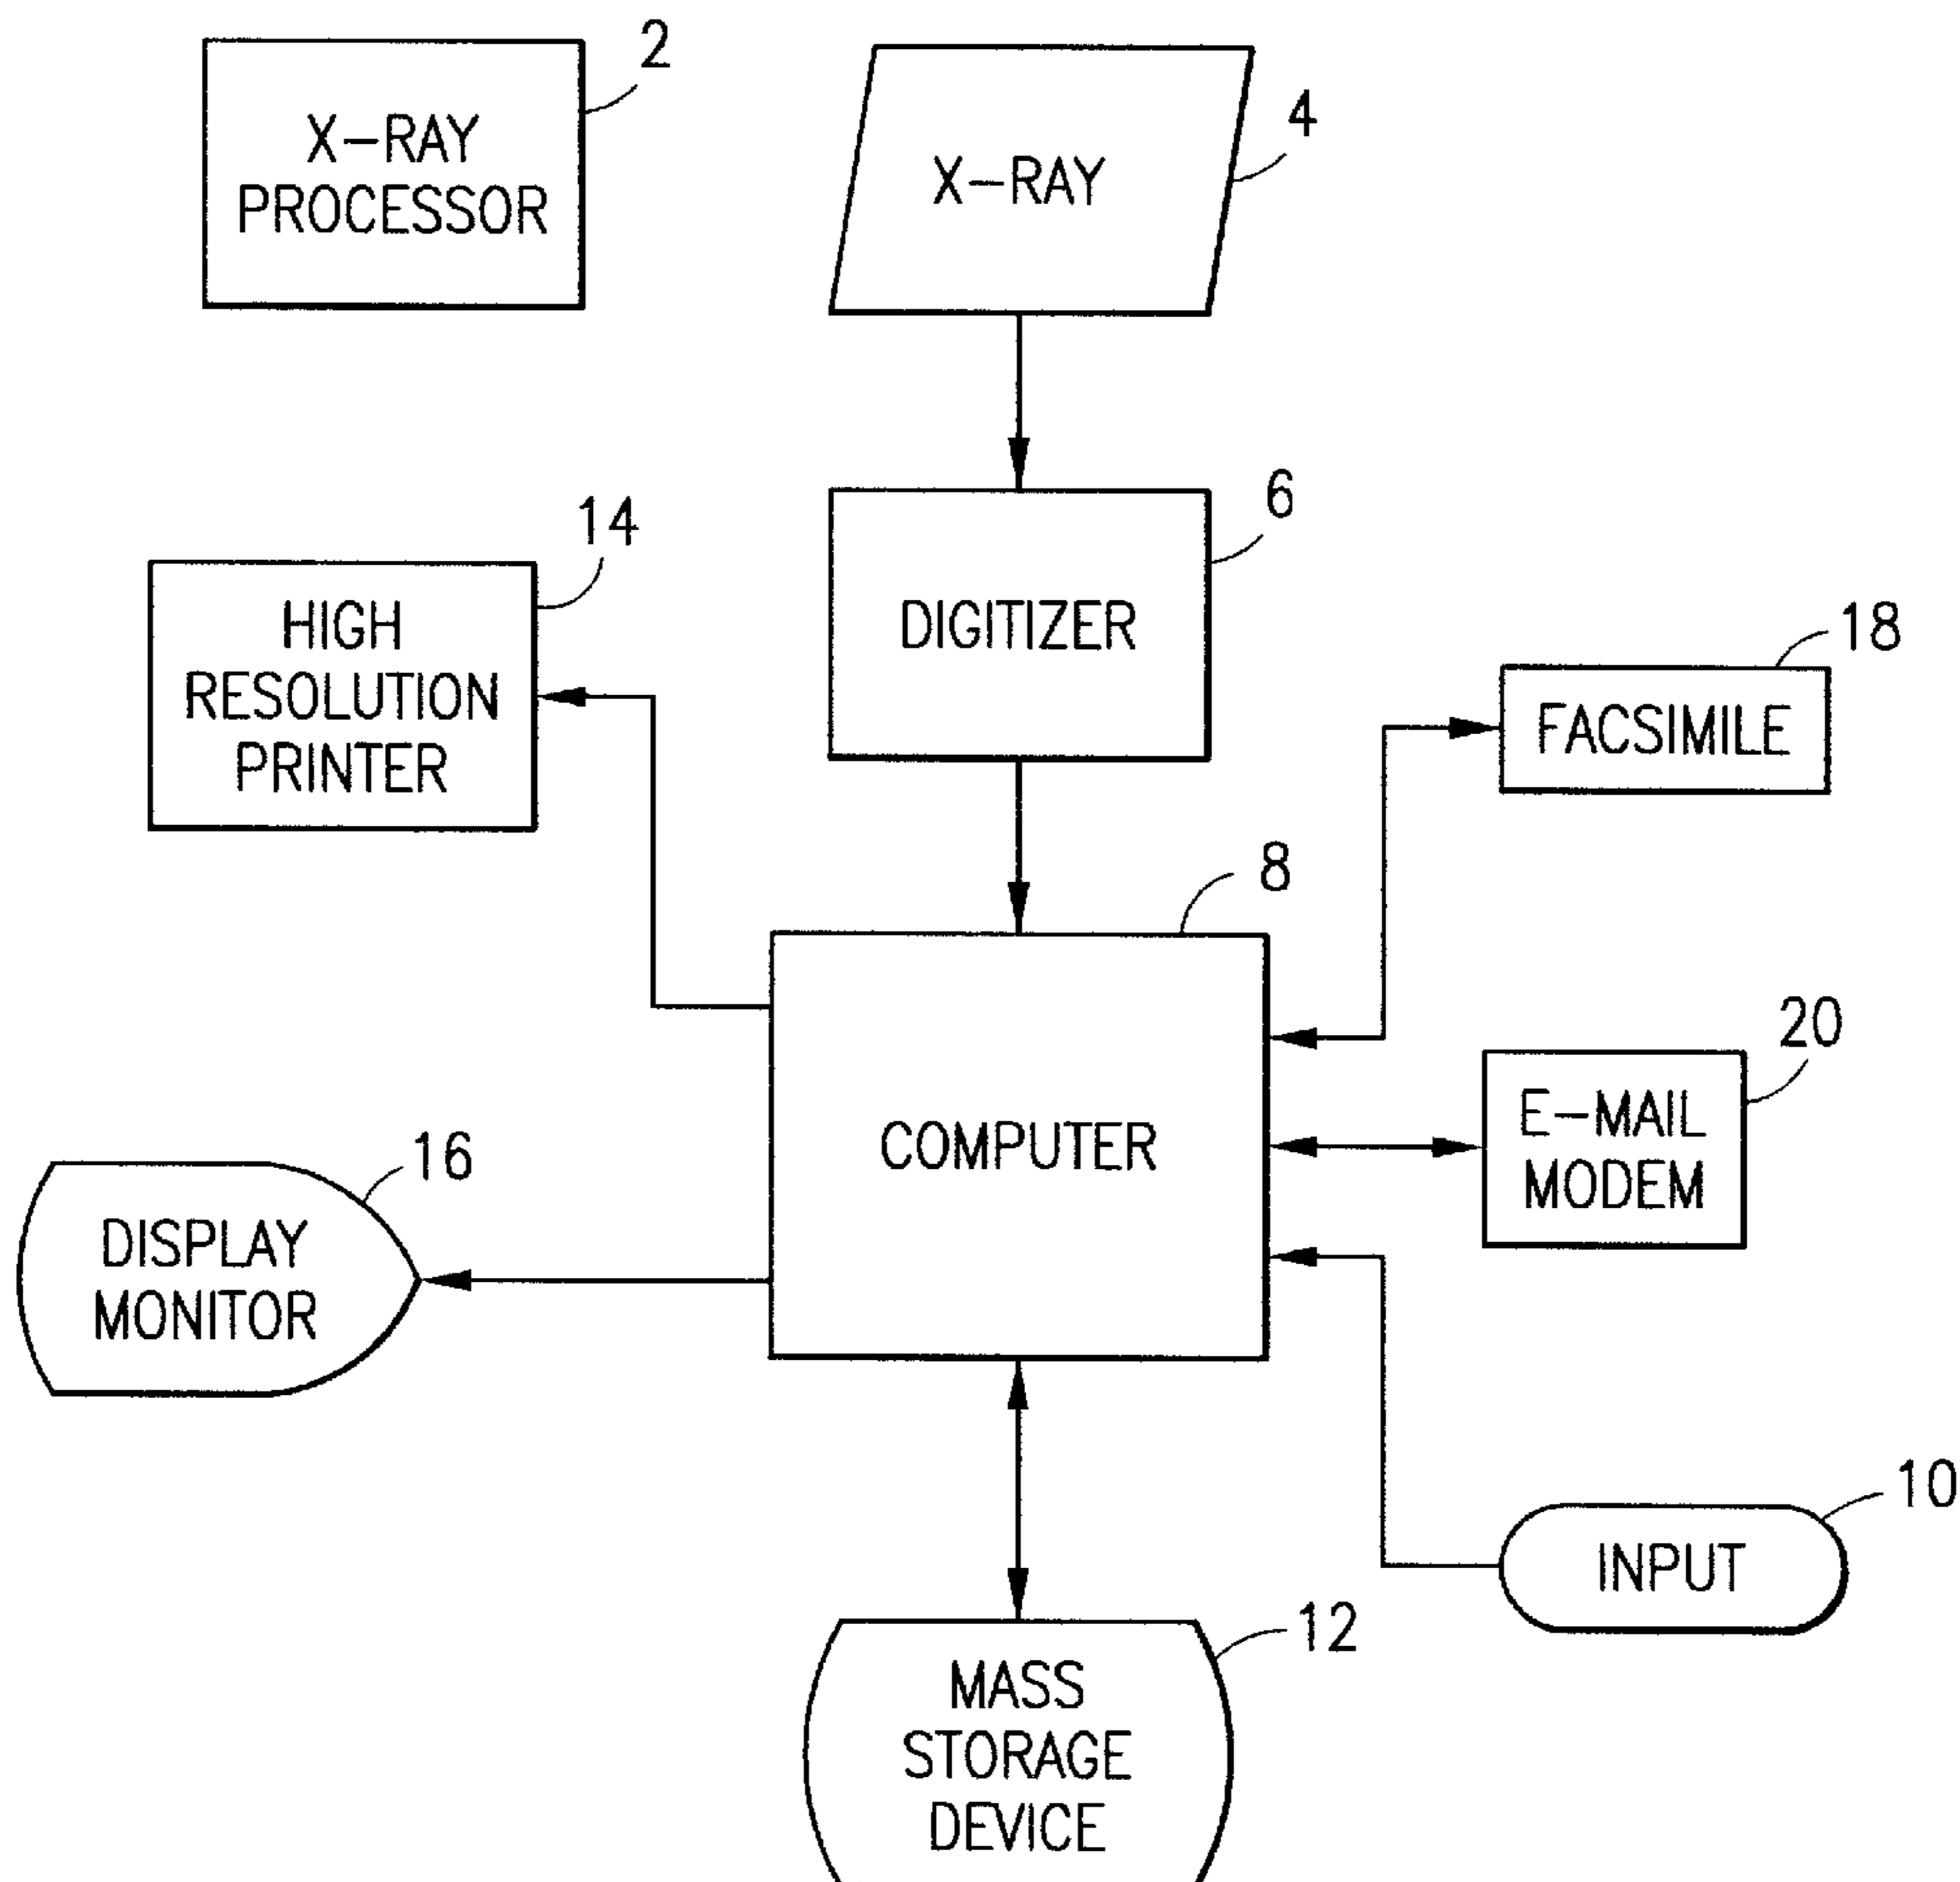 2
X-RAY
PROCESSOR
4
X-RAY
6
DIGITIZER
14
HIGH
RESOLUTION
PRINTER
18
FACSIMILE
8
COMPUTER
20
E-MAIL
MODEM
16
DISPLAY
MONITOR
10
INPUT
12
MASS
STORAGE
DEVICE